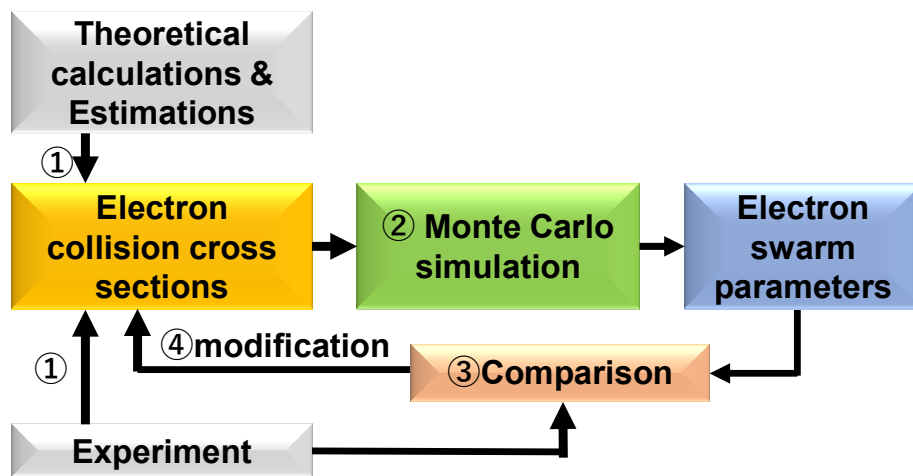 Theoretical
calculations &
Estimations
①
Electron
collision cross
sections
② Monte Carlo
simulation
Electron
swarm
parameters
④modification
①
③Comparison
Experiment